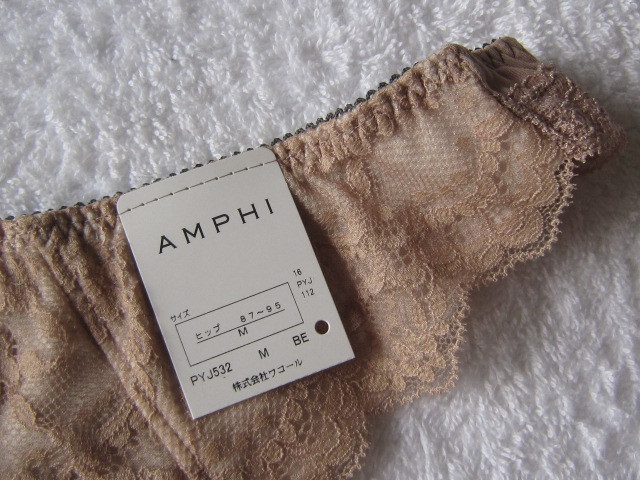 AMPHI
16
PYJ
112
サイズ
ヒップ 87～95
M
PYJ532 M BE
株式会社ワコール